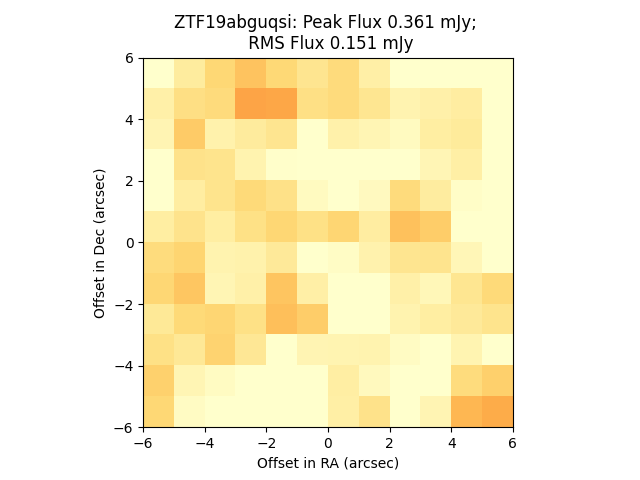 ZTF19abguqsi: Peak Flux 0.361 mJy;
RMS Flux 0.151 mJy
6
4
2
0
−2
−4
−6
Offset in Dec (arcsec)
−6 −4 −2 0 2 4 6
Offset in RA (arcsec)